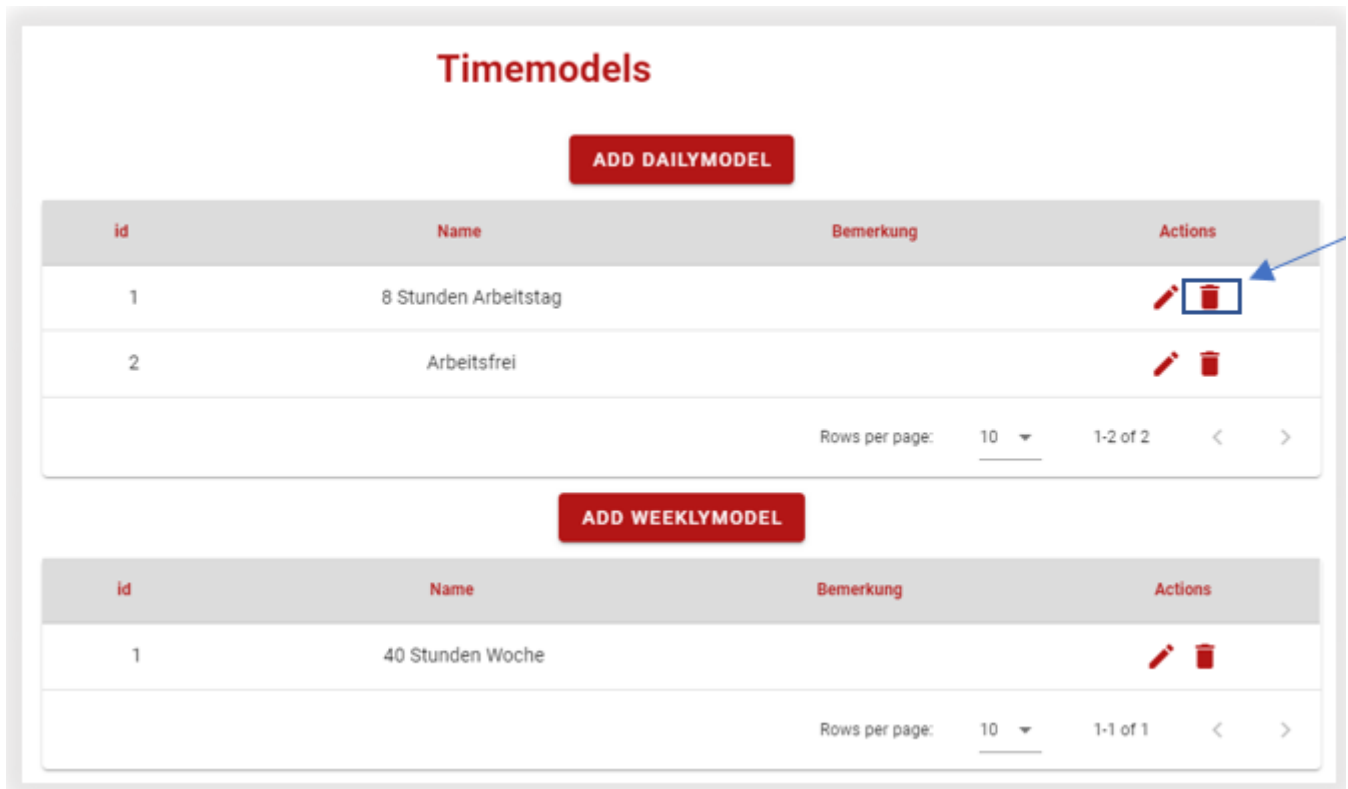 Timemodels
ADD DAILYMODEL
id Name Bemerkung Actions
1 8 Stunden Arbeitstag
2 Arbeitsfrei
Rows per page: 10 1-2 of 2
ADD WEEKLYMODEL
id Name Bemerkung Actions
1 40 Stunden Woche
Rows per page: 10 1-1 of 1